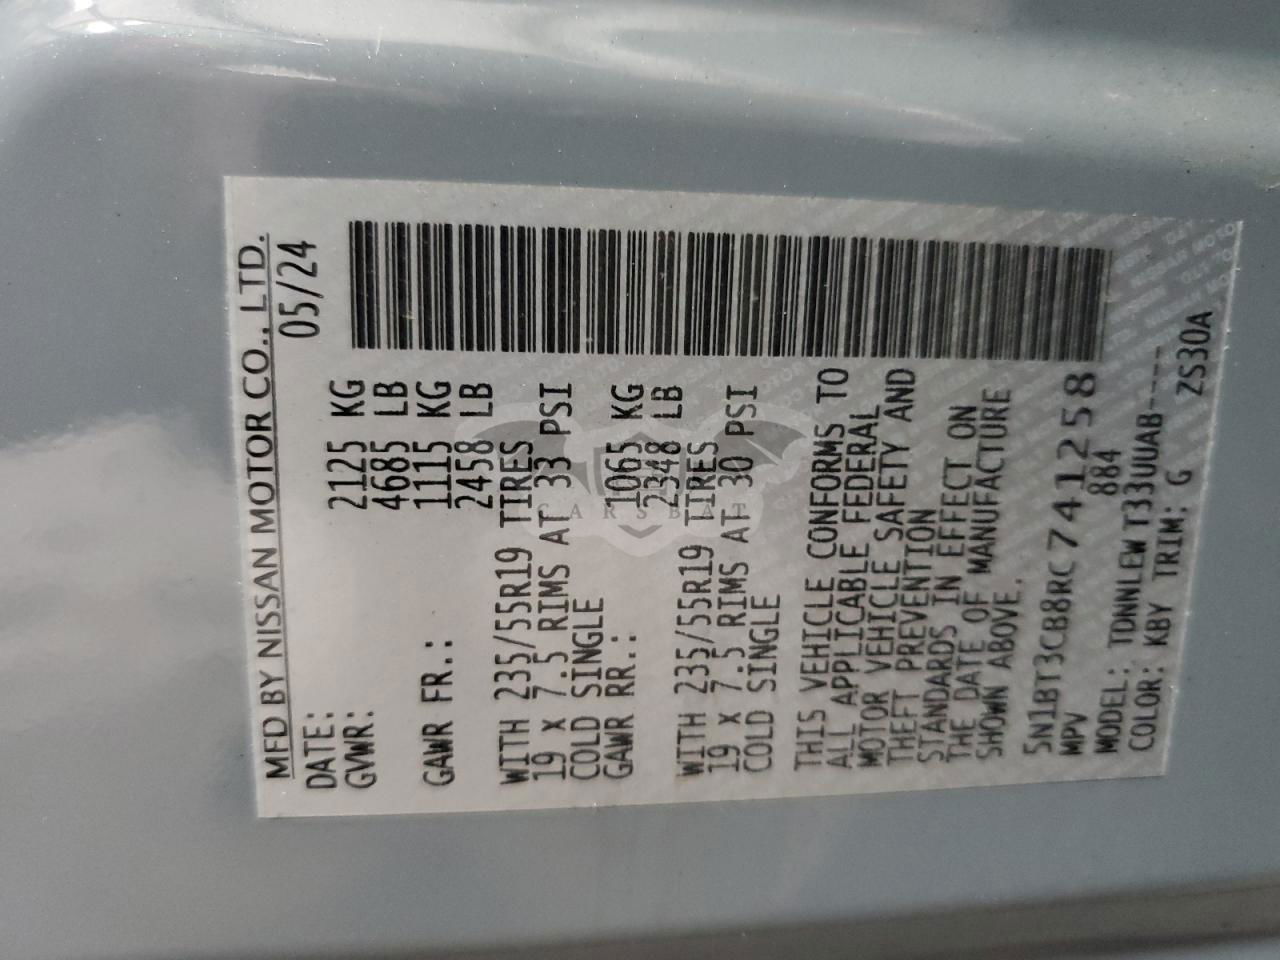 MFD BY NISSAN MOTOR CO., LTD.
DATE: 05/24
GVWR: 2125 KG
4685 LB
GAWR FR.: 1115 KG
2458 LB
WITH 235/55R19 TIRES
19 X 7.5 RIMS AT 33 PSI
COLD SINGLE
GAWR RR.: 1065 KG
2348 LB
WITH 235/55R19 TIRES
19 X 7.5 RIMS AT 30 PSI
COLD SINGLE
THIS VEHICLE CONFORMS TO
ALL APPLICABLE FEDERAL
MOTOR VEHICLE SAFETY AND
THEFT PREVENTION
STANDARDS IN EFFECT ON
THE DATE OF MANUFACTURE
SHOWN ABOVE.
5N1BT3CB8RC741258
MPV 884
MODEL: TDNNLEW T33UUAB----
COLOR: KBY TRIM: G ZS30A
CARSBAT